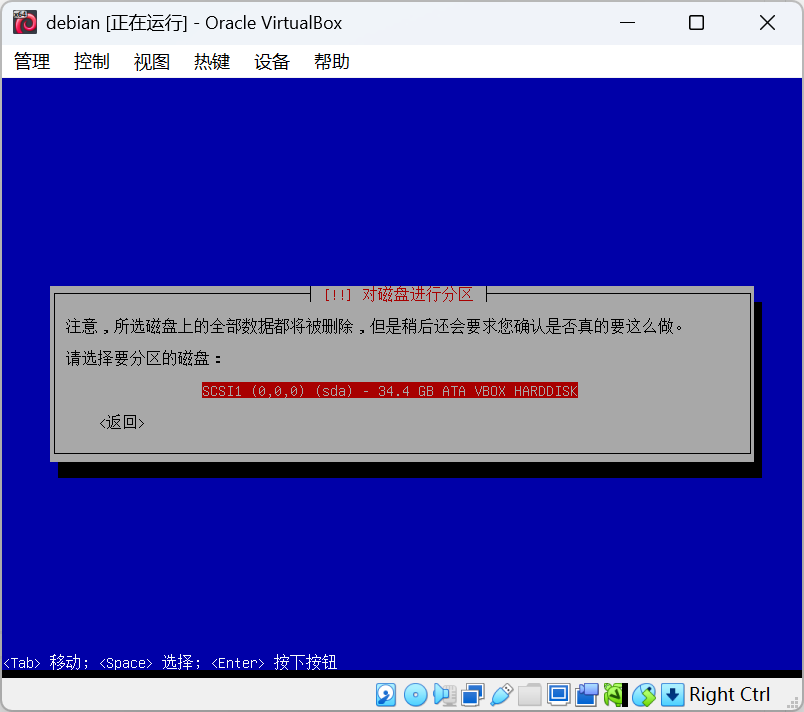 debian [正在运行] - Oracle VirtualBox
管理 控制 视图 热键 设备 帮助
[!!] 对磁盘进行分区
注意，所选磁盘上的全部数据都将被删除，但是稍后还会要求您确认是否真的要这么做。
请选择要分区的磁盘：
SCSI1 (0,0,0) (sda) - 34.4 GB ATA VBOX HARDDISK
<返回>
<Tab> 移动; <Space> 选择; <Enter> 按下按钮
Right Ctrl